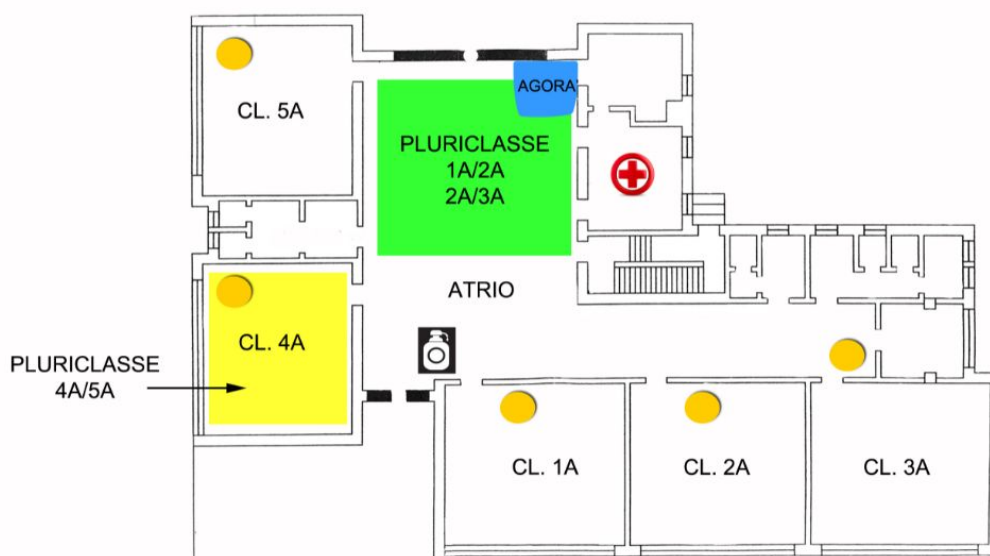 CL. 5A
AGORA'
PLURICLASSE
1A/2A
2A/3A
ATRIO
CL. 4A
PLURICLASSE
4A/5A
CL. 1A
CL. 2A
CL. 3A